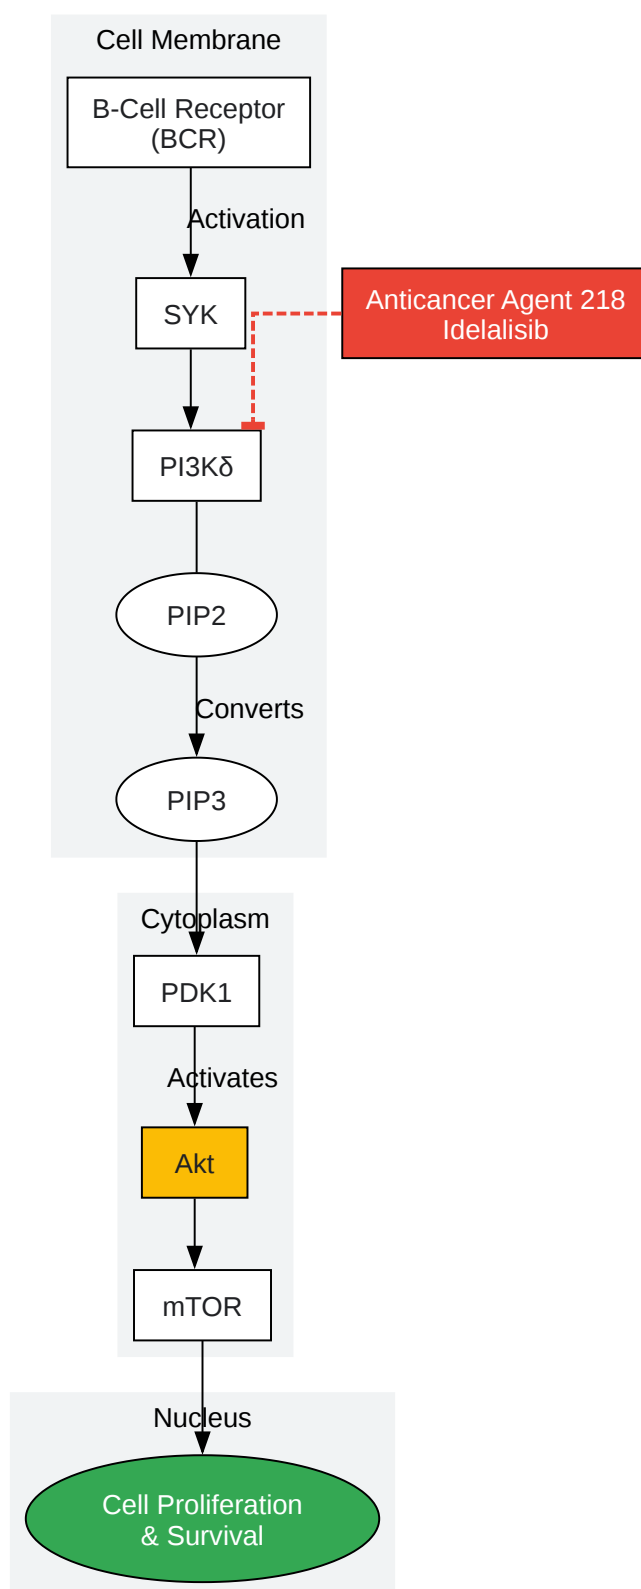 Cell Membrane
B-Cell Receptor
(BCR)
Activation
SYK
Anticancer Agent 218
Idelalisib
PI3Kδ
PIP2
Converts
PIP3
Cytoplasm
PDK1
Activates
Akt
mTOR
Nucleus
Cell Proliferation
& Survival